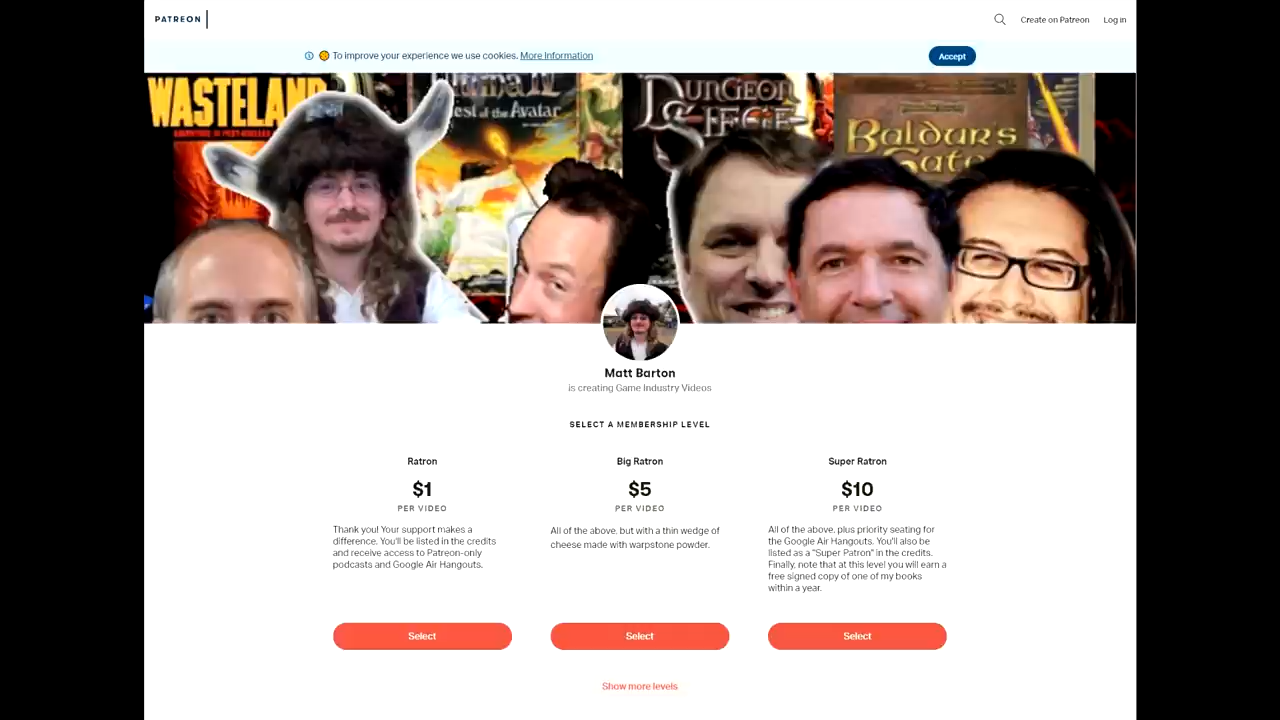 PATREON
Create on Patreon
Log in
To improve your experience we use cookies. More Information
Accept
WASTELAND
est of the Avatar
DUNGEON
SIEGE
Baldur's
Gate
Matt Barton
is creating Game Industry Videos
SELECT A MEMBERSHIP LEVEL
Ratron
$1
PER VIDEO
Thank you! Your support makes a
difference. You'll be listed in the credits
and receive access to Patreon-only
podcasts and Google Air Hangouts.
Select
Big Ratron
$5
PER VIDEO
All of the above, but with a thin wedge of
cheese made with warpstone powder.
Select
Super Ratron
$10
PER VIDEO
All of the above, plus priority seating for
the Google Air Hangouts. You'll also be
listed as a "Super Patron" in the credits.
Finally, note that at this level you will earn a
free signed copy of one of my books
within a year.
Select
Show more levels